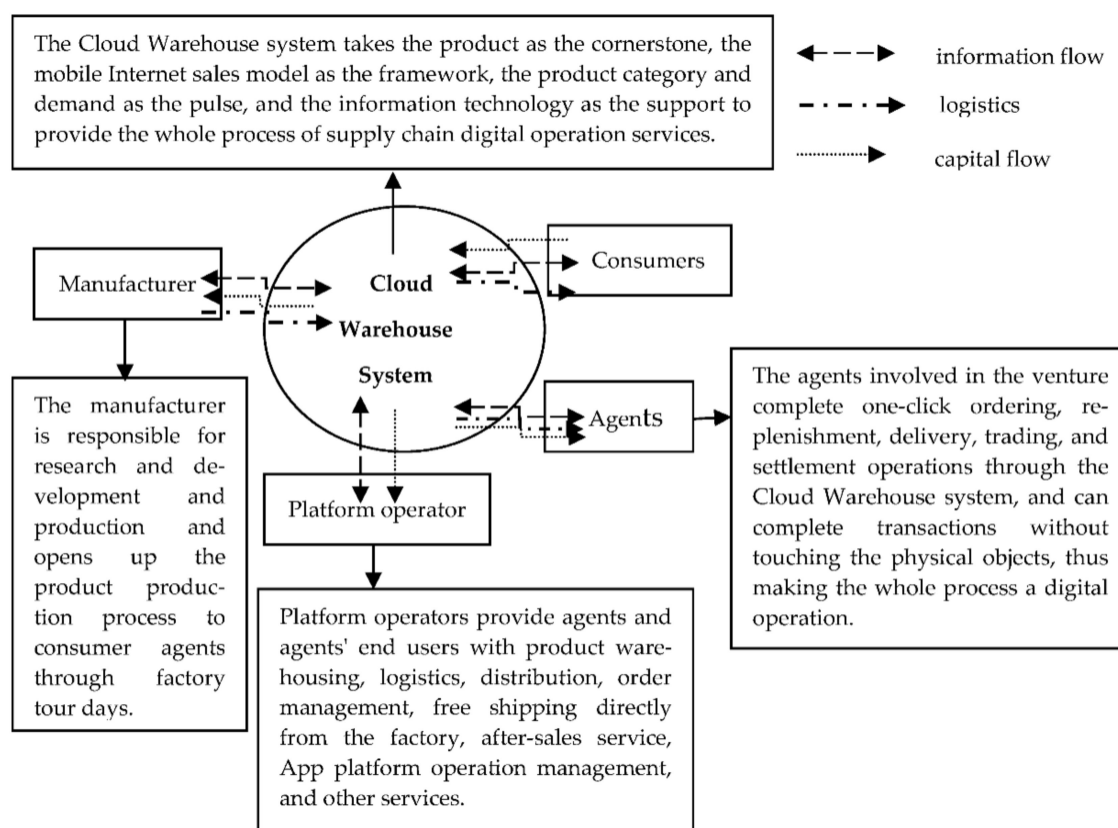 The Cloud Warehouse system takes the product as the cornerstone, the
mobile Internet sales model as the framework, the product category and
demand as the pulse, and the information technology as the support to
provide the whole process of supply chain digital operation services.
information flow
logistics
capital flow
Manufacturer
Consumers
Cloud
Warehouse
System
Agents
Platform operator
The manufacturer
is responsible for
research and de-
velopment and
production and
opens up the
product produc-
tion process to
consumer agents
through factory
tour days.
Platform operators provide agents and
agents' end users with product ware-
housing, logistics, distribution, order
management, free shipping directly
from the factory, after-sales service,
App platform operation management,
and other services.
The agents involved in the venture
complete one-click ordering, re-
plenishment, delivery, trading, and
settlement operations through the
Cloud Warehouse system, and can
complete transactions without
touching the physical objects, thus
making the whole process a digital
operation.